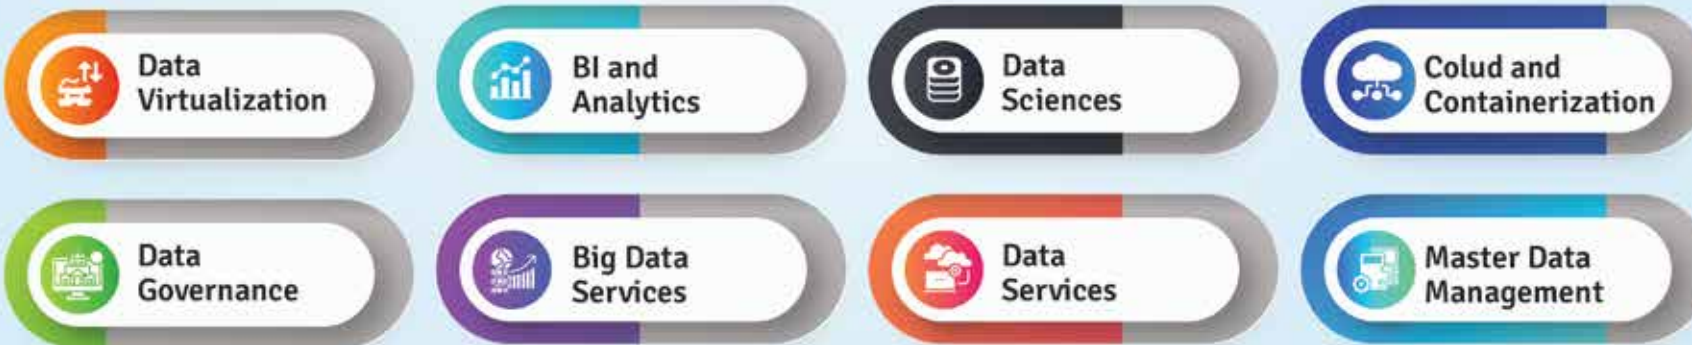 Data
Virtualization
BI and
Analytics
Data
Sciences
Colud and
Containerization
Data
Governance
Big Data
Services
Data
Services
Master Data
Management